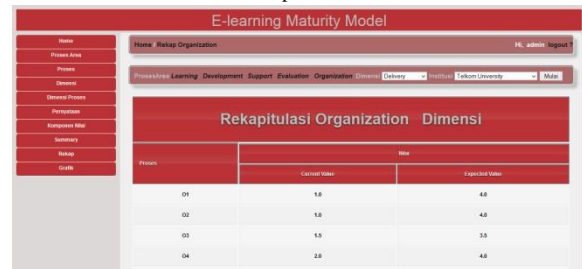 E-learning Maturity Model
Home
Proses Area
Proses
Dimensi
Dimensi Proses
Pernyataan
Komponen Nilai
Summary
Rekap
Grafik
Home Rekap Organization
Hi, admin logout ?
ProsesArea Learning Development Support Evaluation Organization Dimensi Delivery Institusi Telkom University Mulai
Rekapitulasi Organization Dimensi
Proses
Nilai
Current Value Expected Value
O1 1.0 4.0
O2 1.0 4.0
O3 1.5 3.5
O4 2.0 4.0